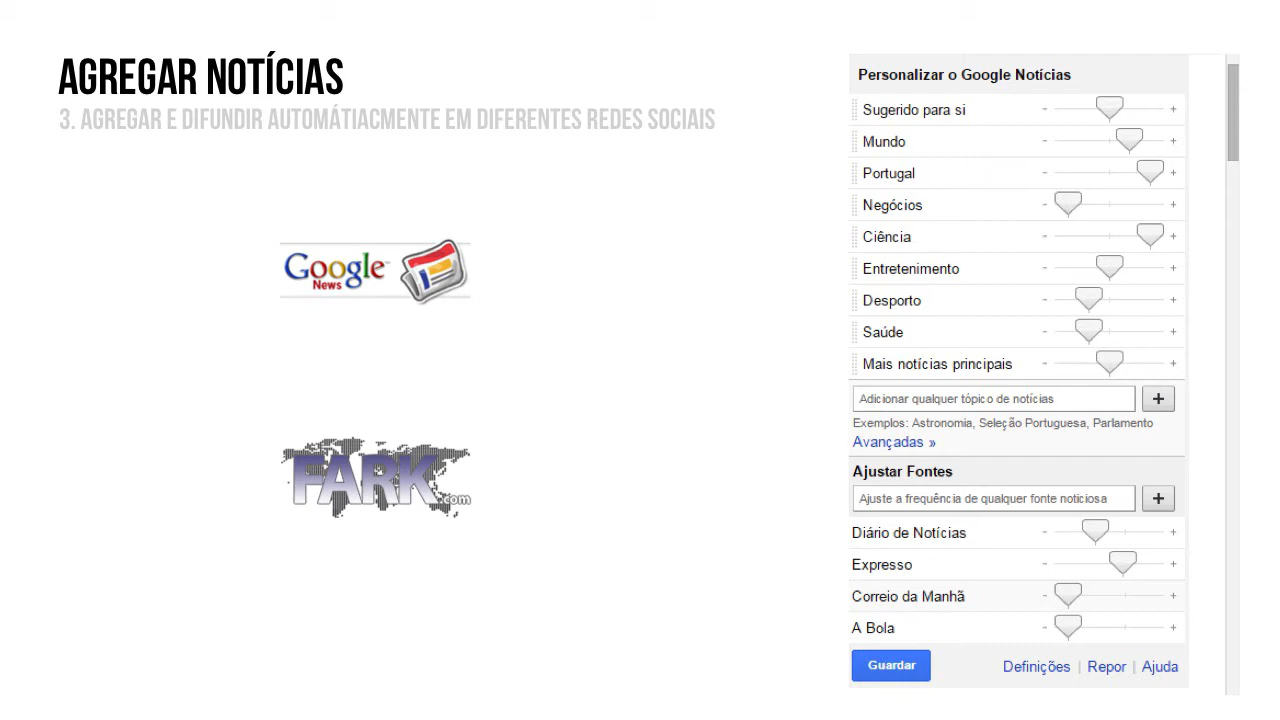 AGREGAR NOTÍCIAS
3. AGREGAR E DIFUNDIR AUTOMÁTIACMENTE EM DIFERENTES REDES SOCIAIS
Google
News
FARK
.com
Personalizar o Google Notícias
Sugerido para si - +
Mundo - +
Portugal - +
Negócios - +
Ciência - +
Entretenimento - +
Desporto - +
Saúde - +
Mais notícias principais - +
Adicionar qualquer tópico de notícias +
Exemplos: Astronomia, Seleção Portuguesa, Parlamento
Avançadas »
Ajustar Fontes
Ajuste a frequência de qualquer fonte noticiosa +
Diário de Notícias - +
Expresso - +
Correio da Manhã - +
A Bola - +
Guardar Definições | Repor | Ajuda